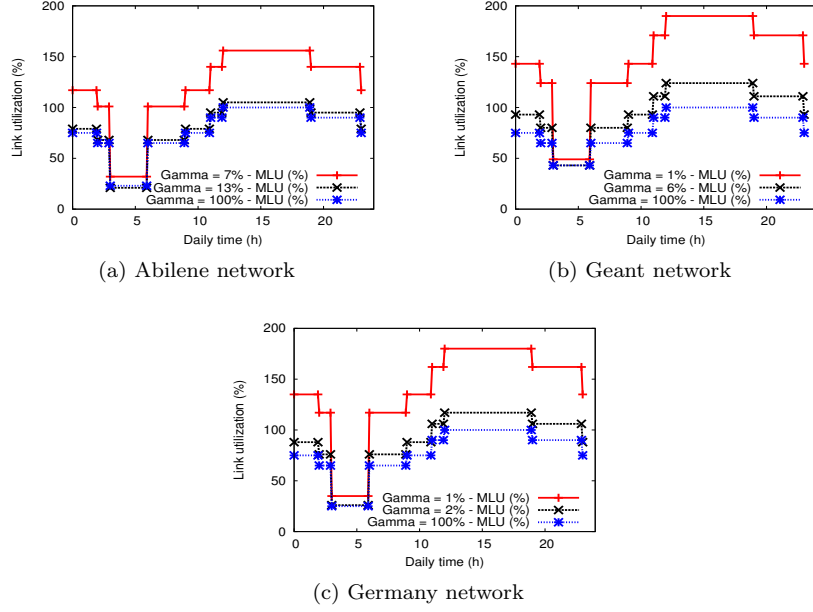 200
150
100
50
0
Link utilization (%)
Gamma = 7% - MLU (%)
Gamma = 13% - MLU (%)
Gamma = 100% - MLU (%)
0 5 10 15 20
Daily time (h)
(a) Abilene network
200
150
100
50
0
Link utilization (%)
Gamma = 1% - MLU (%)
Gamma = 6% - MLU (%)
Gamma = 100% - MLU (%)
0 5 10 15 20
Daily time (h)
(b) Geant network
200
150
100
50
0
Link utilization (%)
Gamma = 1% - MLU (%)
Gamma = 2% - MLU (%)
Gamma = 100% - MLU (%)
0 5 10 15 20
Daily time (h)
(c) Germany network